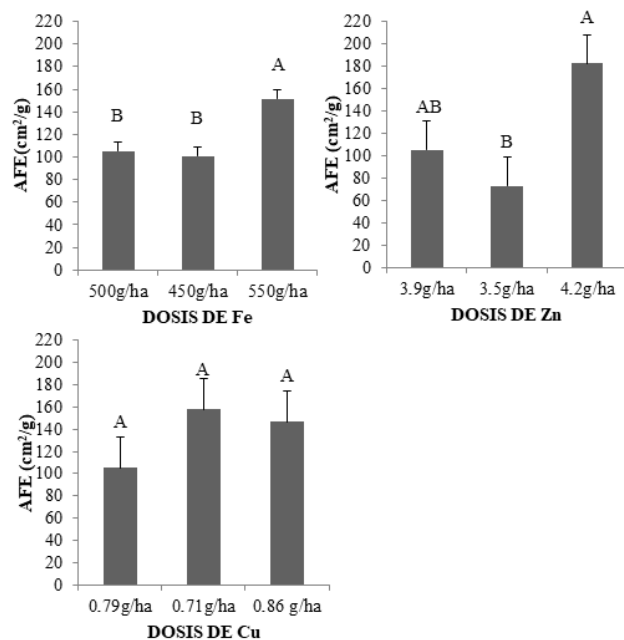 220
200
180
160
140
120
100
80
60
40
20
0
AFE(cm²/g)
B
B
A
500g/ha 450g/ha 550g/ha
DOSIS DE Fe
220
200
180
160
140
120
100
80
60
40
20
0
AFE(cm²/g)
AB
B
A
3.9g/ha 3.5g/ha 4.2g/ha
DOSIS DE Zn
220
200
180
160
140
120
100
80
60
40
20
0
AFE (cm²/g)
A
A
A
0.79g/ha 0.71g/ha 0.86 g/ha
DOSIS DE Cu